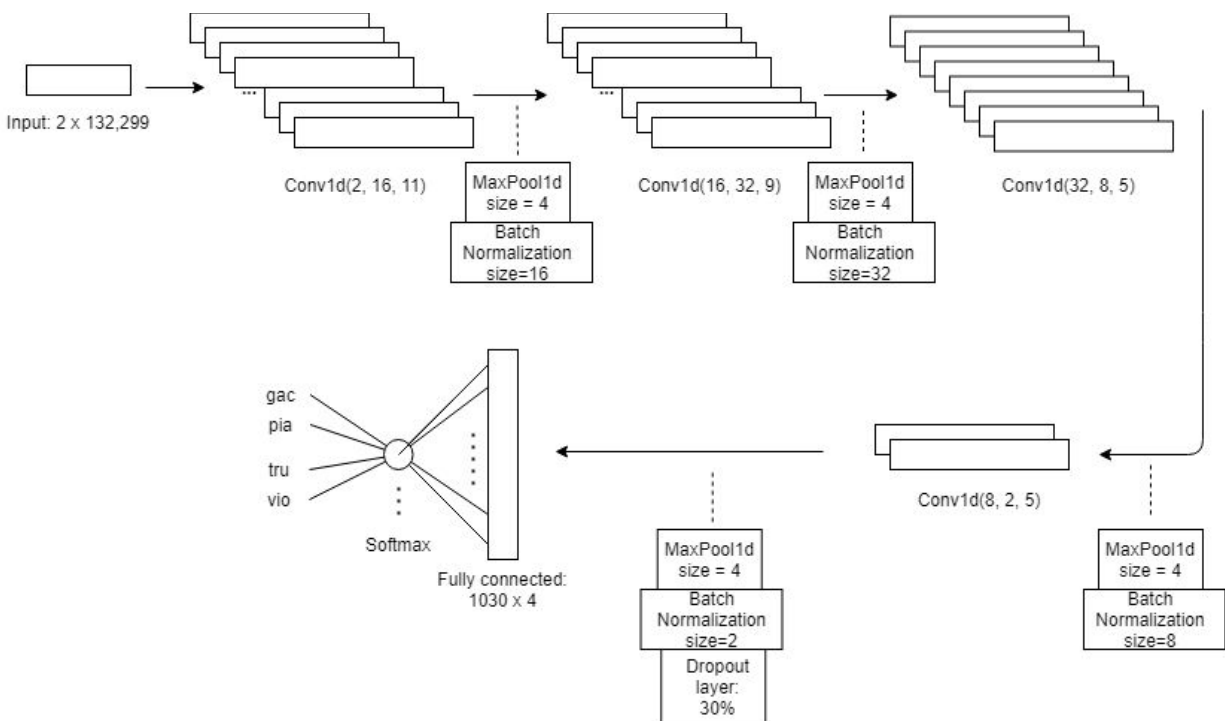 Input: 2 x 132,299
...
Conv1d(2, 16, 11)
MaxPool1d
size = 4
Batch
Normalization
size=16
...
Conv1d(16, 32, 9)
MaxPool1d
size = 4
Batch
Normalization
size=32
Conv1d(32, 8, 5)
MaxPool1d
size = 4
Batch
Normalization
size=8
Conv1d(8, 2, 5)
MaxPool1d
size = 4
Batch
Normalization
size=2
Dropout
layer:
30%
Fully connected:
1030 x 4
Softmax
gac
pia
tru
vio